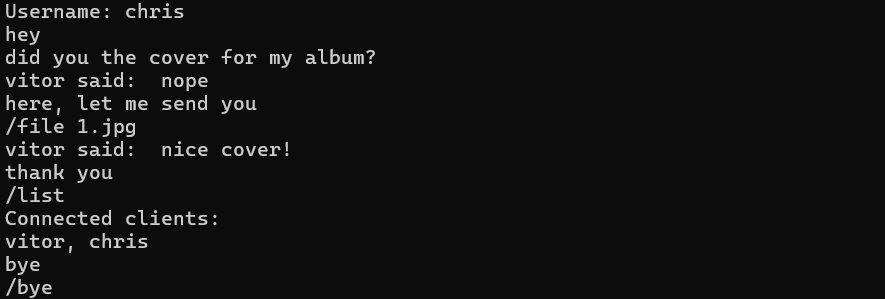 Username: chris
hey
did you the cover for my album?
vitor said:  nope
here, let me send you
/file 1.jpg
vitor said:  nice cover!
thank you
/list
Connected clients:
vitor, chris
bye
/bye